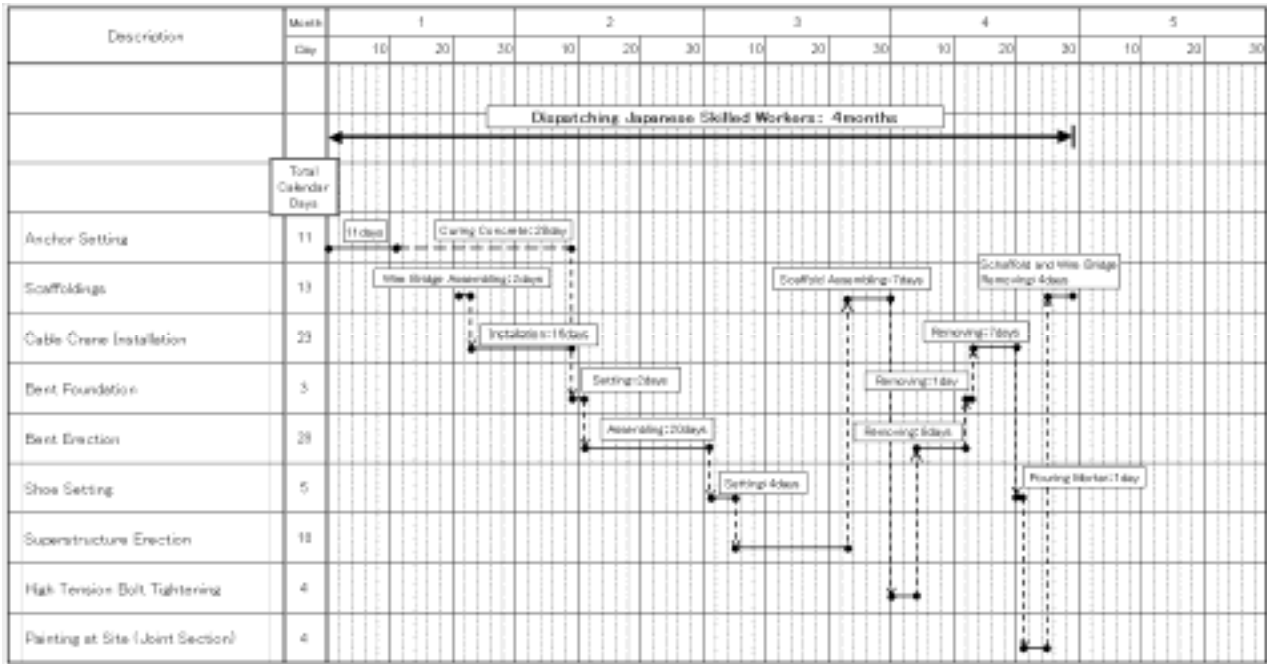 Description Month 1 2 3 4 5
Day 10 20 30 10 20 30 10 20 30 10 20 30 10 20 30
Dispatching Japanese Skilled Workers: 4months
Total
Calendar
Days
Anchor Setting 11 11days Curing Concrete:28day
Scaffoldings 13 Wire Bridge Assembling:2days Scaffold Assembling:7days Schaffold and Wire Bridge
Removing:4days
Cable Crane Installation 23 Installation:16days Removing:7days
Bent Foundation 3 Setting:2days Removing:1day
Bent Erection 28 Assembling:20days Removing:8days
Shoe Setting 5 Setting:4days Pouring Mortar:1day
Superstructure Erection 18
High Tension Bolt Tightening 4
Painting at Site (Joint Section) 4